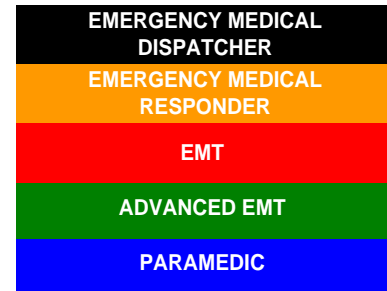 EMERGENCY MEDICAL
DISPATCHER
EMERGENCY MEDICAL
RESPONDER
EMT
ADVANCED EMT
PARAMEDIC